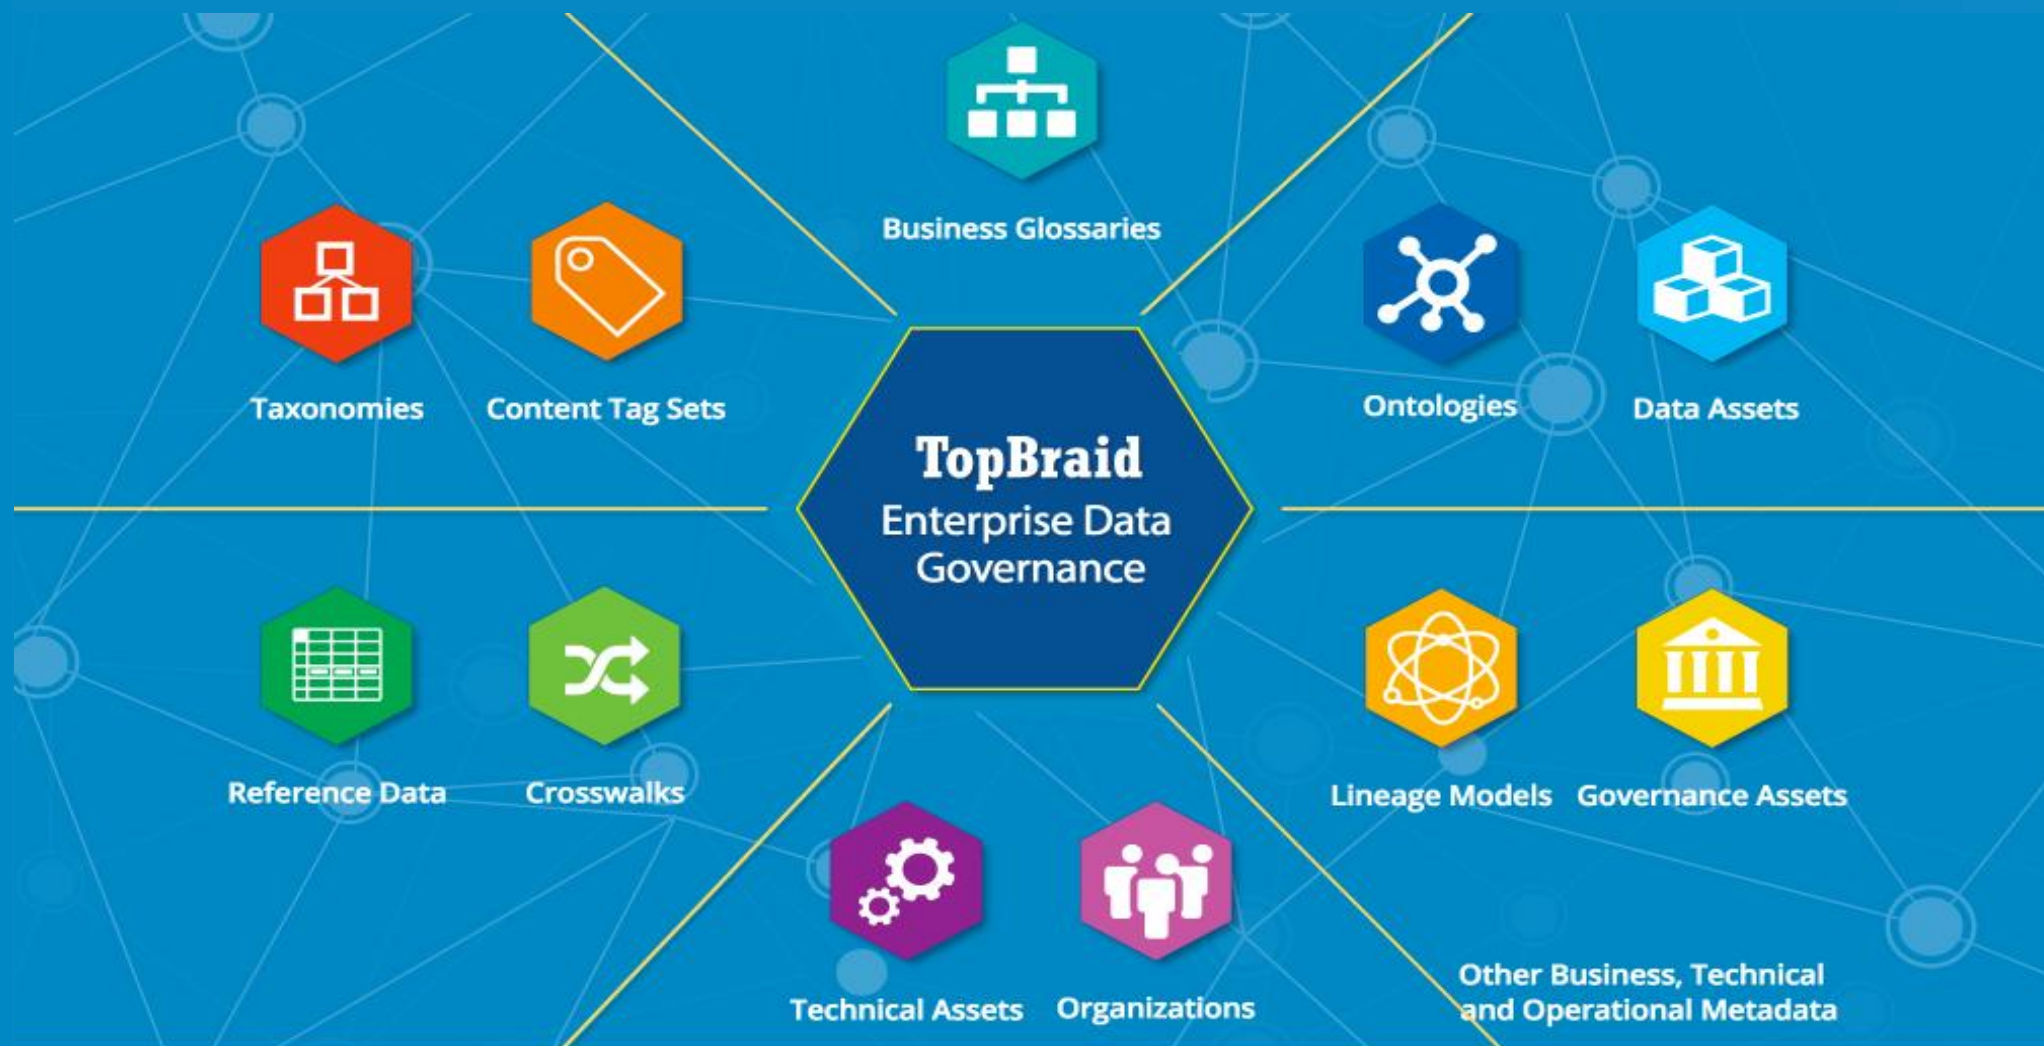 Business Glossaries
Taxonomies
Content Tag Sets
Ontologies
Data Assets
TopBraid
Enterprise Data
Governance
Reference Data
Crosswalks
Lineage Models
Governance Assets
Technical Assets
Organizations
Other Business, Technical
and Operational Metadata